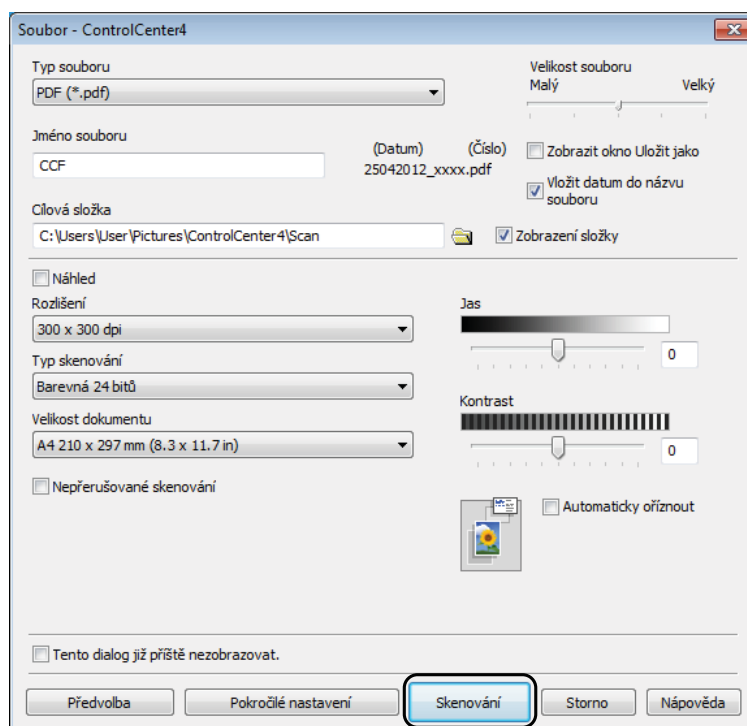 Soubor - ControlCenter4
Typ souboru
PDF (*.pdf)
Velikost souboru
Malý Velký
Jméno souboru
CCF
(Datum) (Číslo)
25042012_xxxx.pdf
Zobrazit okno Uložit jako
Vložit datum do názvu
souboru
Cílová složka
C:\Users\User\Pictures\ControlCenter4\Scan
Zobrazení složky
Náhled
Rozlišení
300 x 300 dpi
Typ skenování
Barevná 24 bitů
Velikost dokumentu
A4 210 x 297 mm (8.3 x 11.7 in)
Nepřerušované skenování
Jas
0
Kontrast
0
Automaticky oříznout
Tento dialog již příště nezobrazovat.
Předvolba Pokročilé nastavení Skenování Storno Nápověda